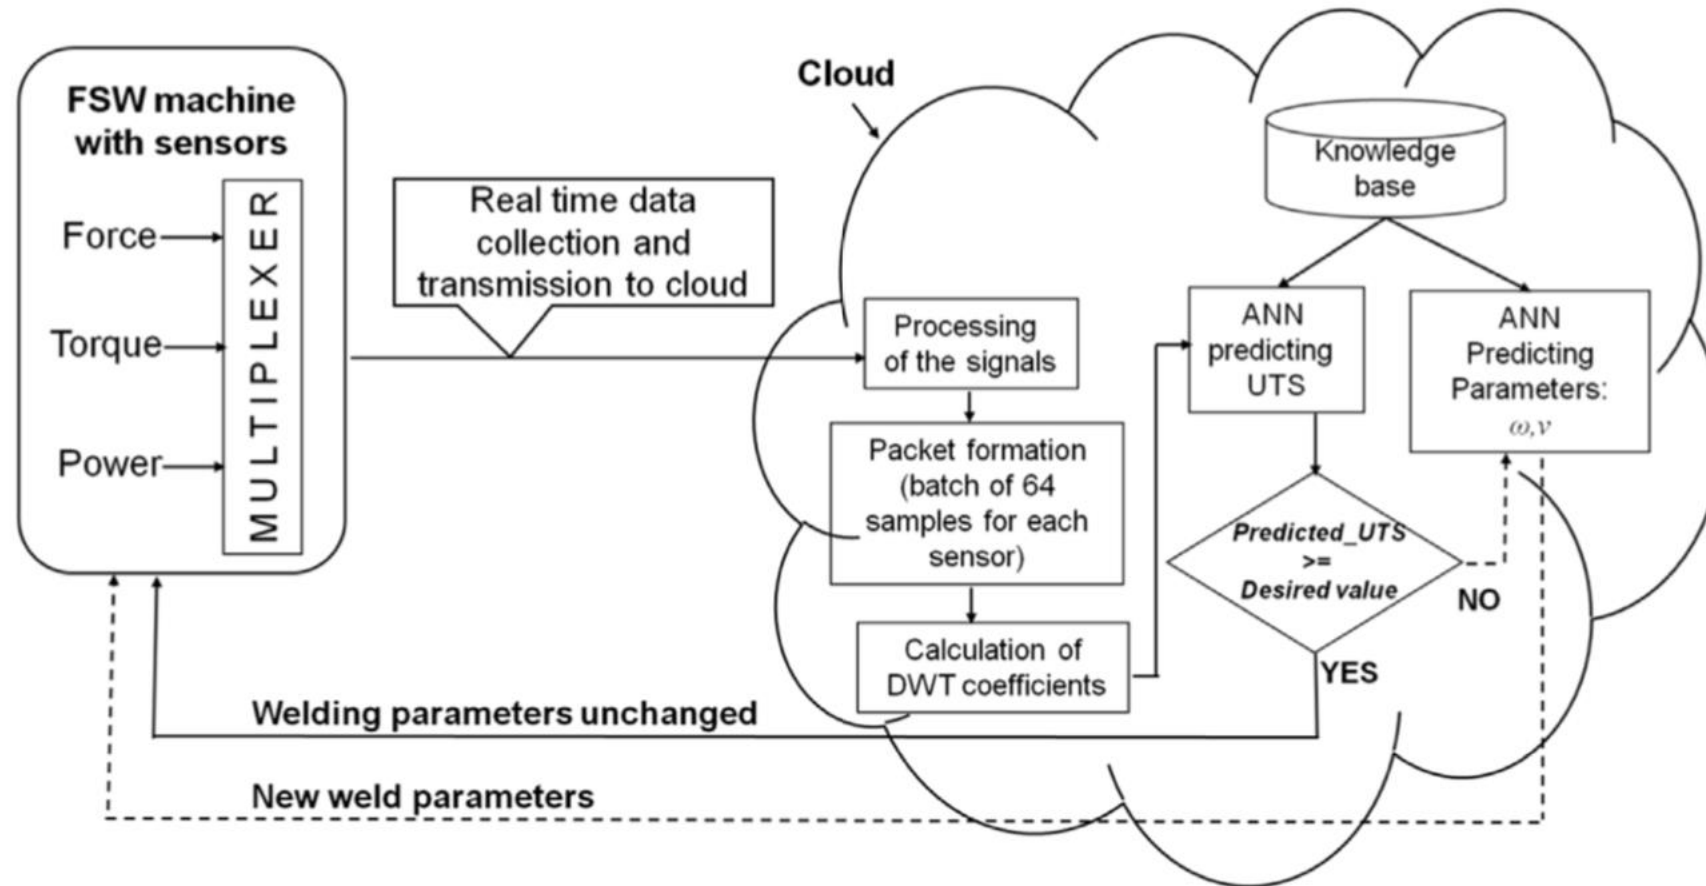 FSW machine
with sensors
Force
Torque
Power
MULTIPLEXER
Real time data
collection and
transmission to cloud
Cloud
Processing
of the signals
Packet formation
(batch of 64
samples for each
sensor)
Calculation of
DWT coefficients
Knowledge
base
ANN
predicting
UTS
ANN
Predicting
Parameters:
ω,v
Predicted_UTS
>=
Desired value
NO
YES
Welding parameters unchanged
New weld parameters